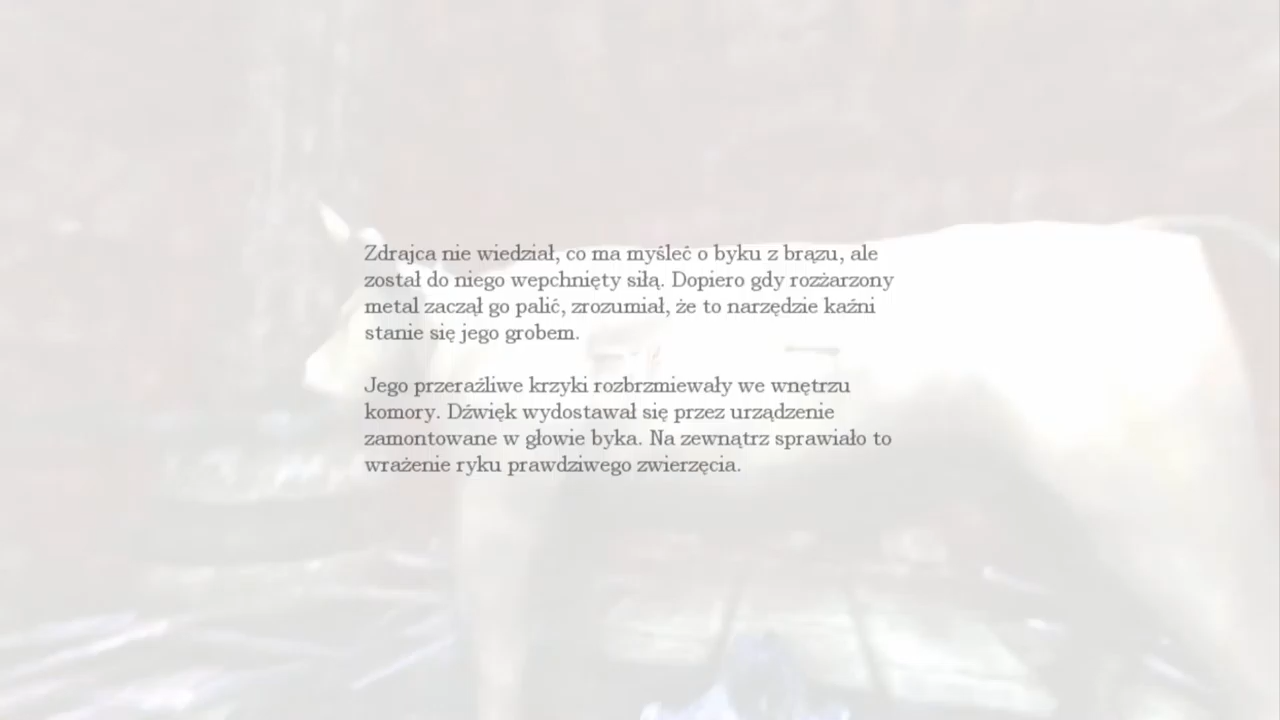 Zdrajca nie wiedział, co ma myśleć o byku z brązu, ale
został do niego wepchnięty siłą. Dopiero gdy rozżarzony
metal zaczął go palić, zrozumiał, że to narzędzie kaźni
stanie się jego grobem.
Jego przeraźliwe krzyki rozbrzmiewały we wnętrzu
komory. Dźwięk wydostawał się przez urządzenie
zamontowane w głowie byka. Na zewnątrz sprawiało to
wrażenie ryku prawdziwego zwierzęcia.